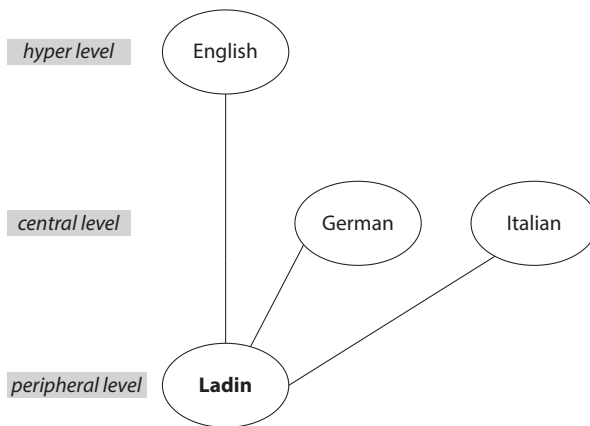 hyper level
English
central level
German
Italian
peripheral level
Ladin